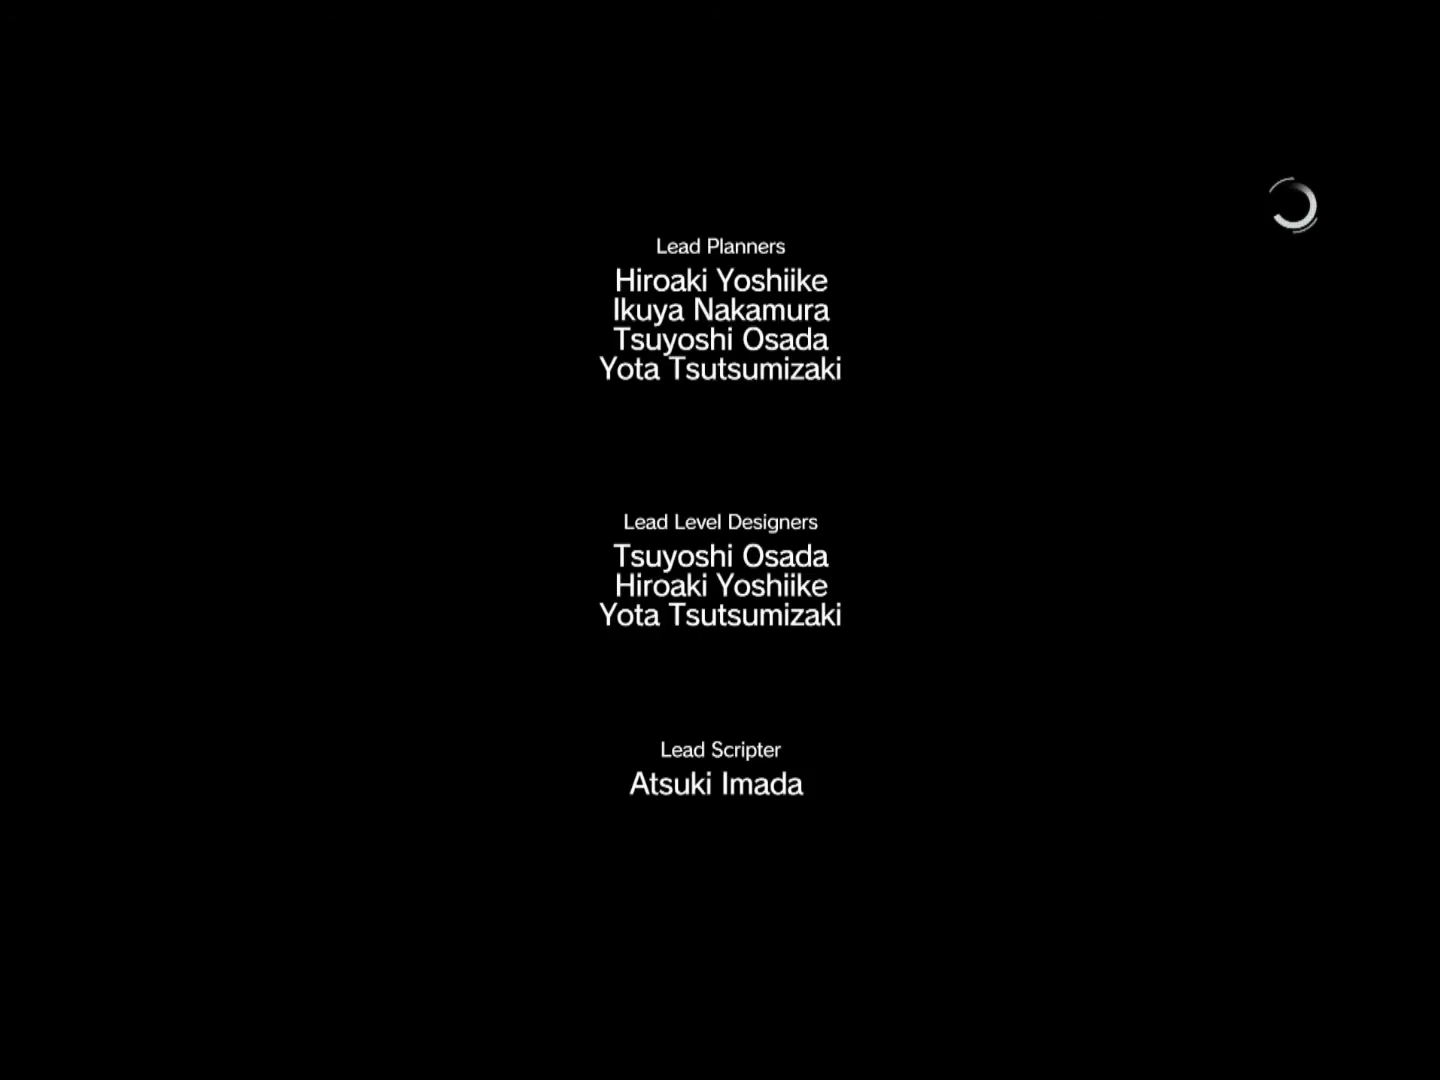 Lead Planners
Hiroaki Yoshiike
Ikuya Nakamura
Tsuyoshi Osada
Yota Tsutsumizaki
Lead Level Designers
Tsuyoshi Osada
Hiroaki Yoshiike
Yota Tsutsumizaki
Lead Scripter
Atsuki Imada